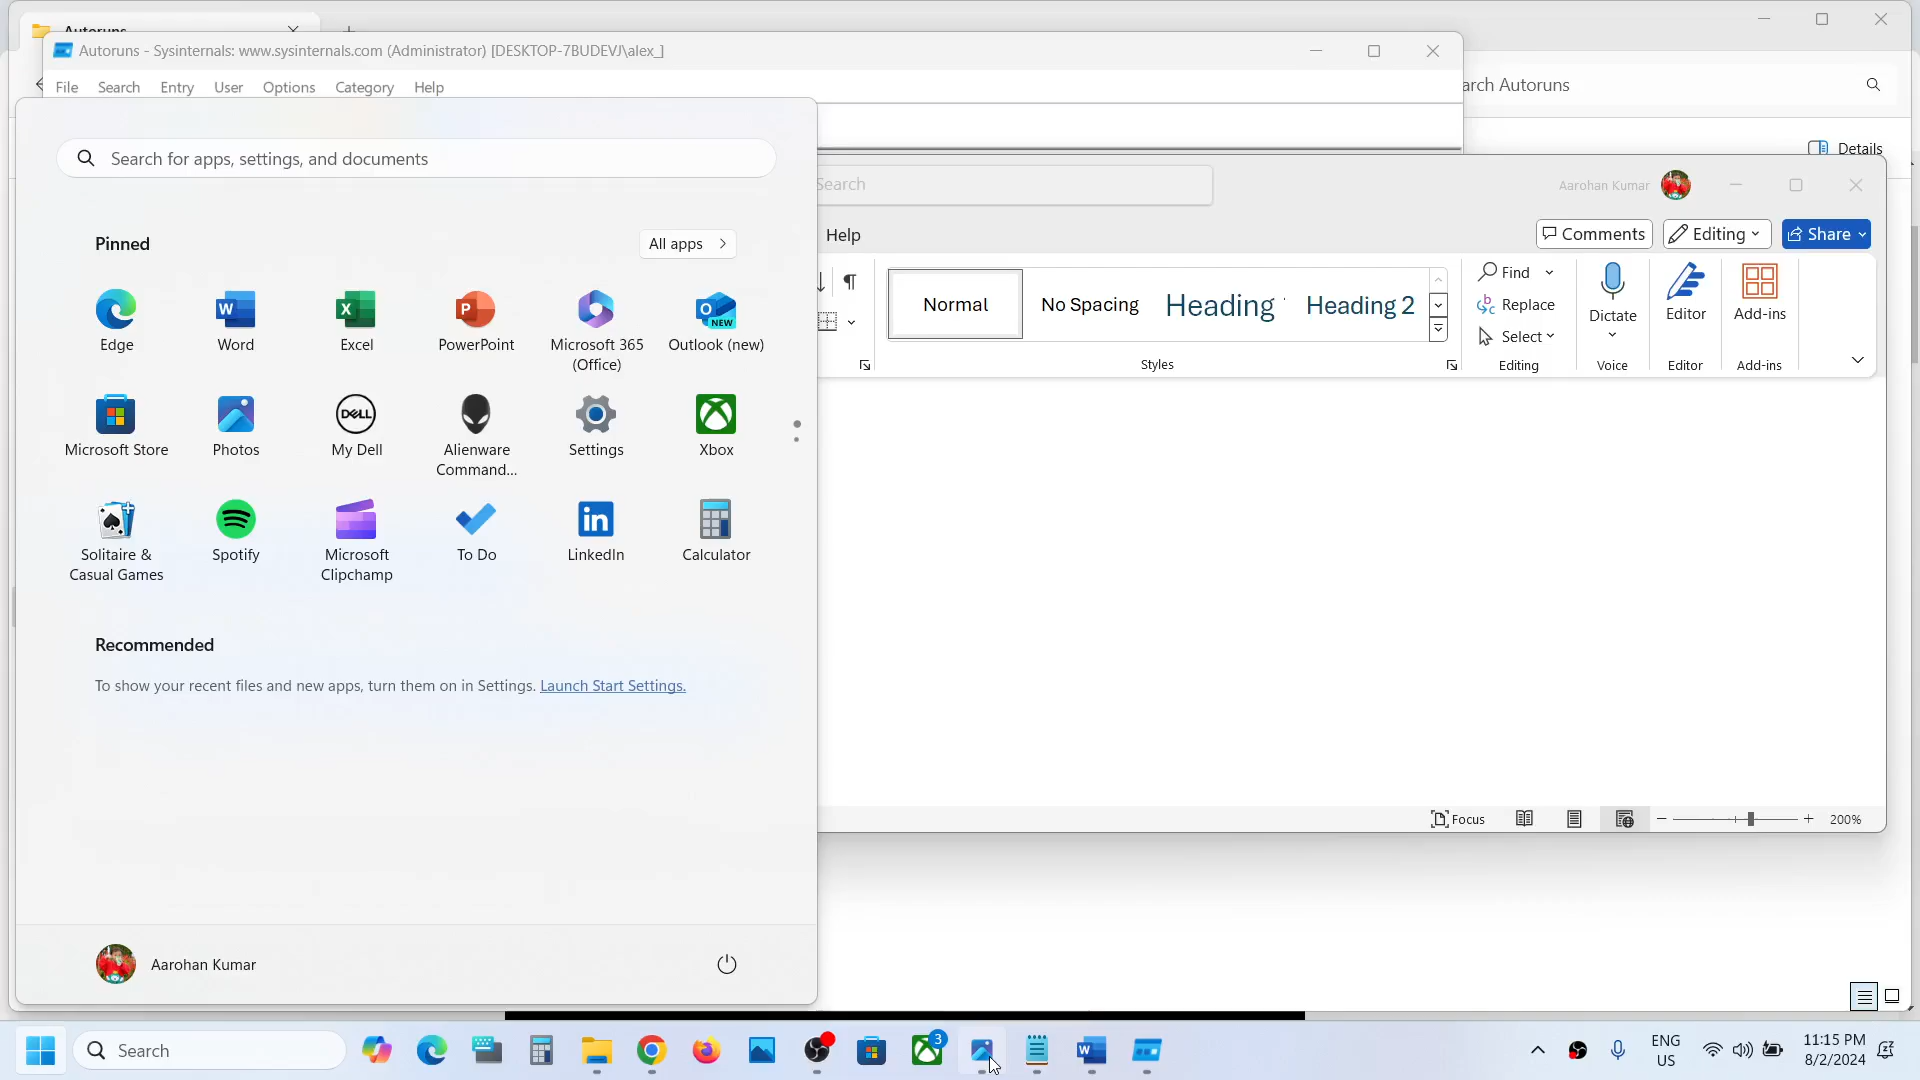 Autoruns
Autoruns - Sysinternals: www.sysinternals.com (Administrator) [DESKTOP-7BUDEVJ\alex_]
File Search Entry User Options Category Help
arch Autoruns
Details
Search for apps, settings, and documents
Search
Aarohan Kumar
Pinned
All apps
Help
Comments
Editing
Share
Edge
Word
Excel
PowerPoint
Microsoft 365
(Office)
Outlook (new)
NEW
Normal
No Spacing
Heading
Heading 2
Find
Replace
Select
Dictate
Editor
Add-ins
Styles
Editing
Voice
Editor
Add-ins
Microsoft Store
Photos
DELL
My Dell
Alienware
Command...
Settings
Xbox
Solitaire &
Casual Games
Spotify
Microsoft
Clipchamp
To Do
LinkedIn
Calculator
Recommended
To show your recent files and new apps, turn them on in Settings. Launch Start Settings.
Focus
200%
Aarohan Kumar
Search
3
ENG
US
11:15 PM
8/2/2024